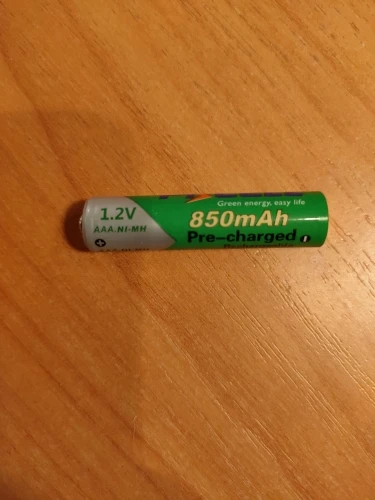 Green energy, easy life
1.2V
850mAh
AAA.NI-MH
Pre-charged